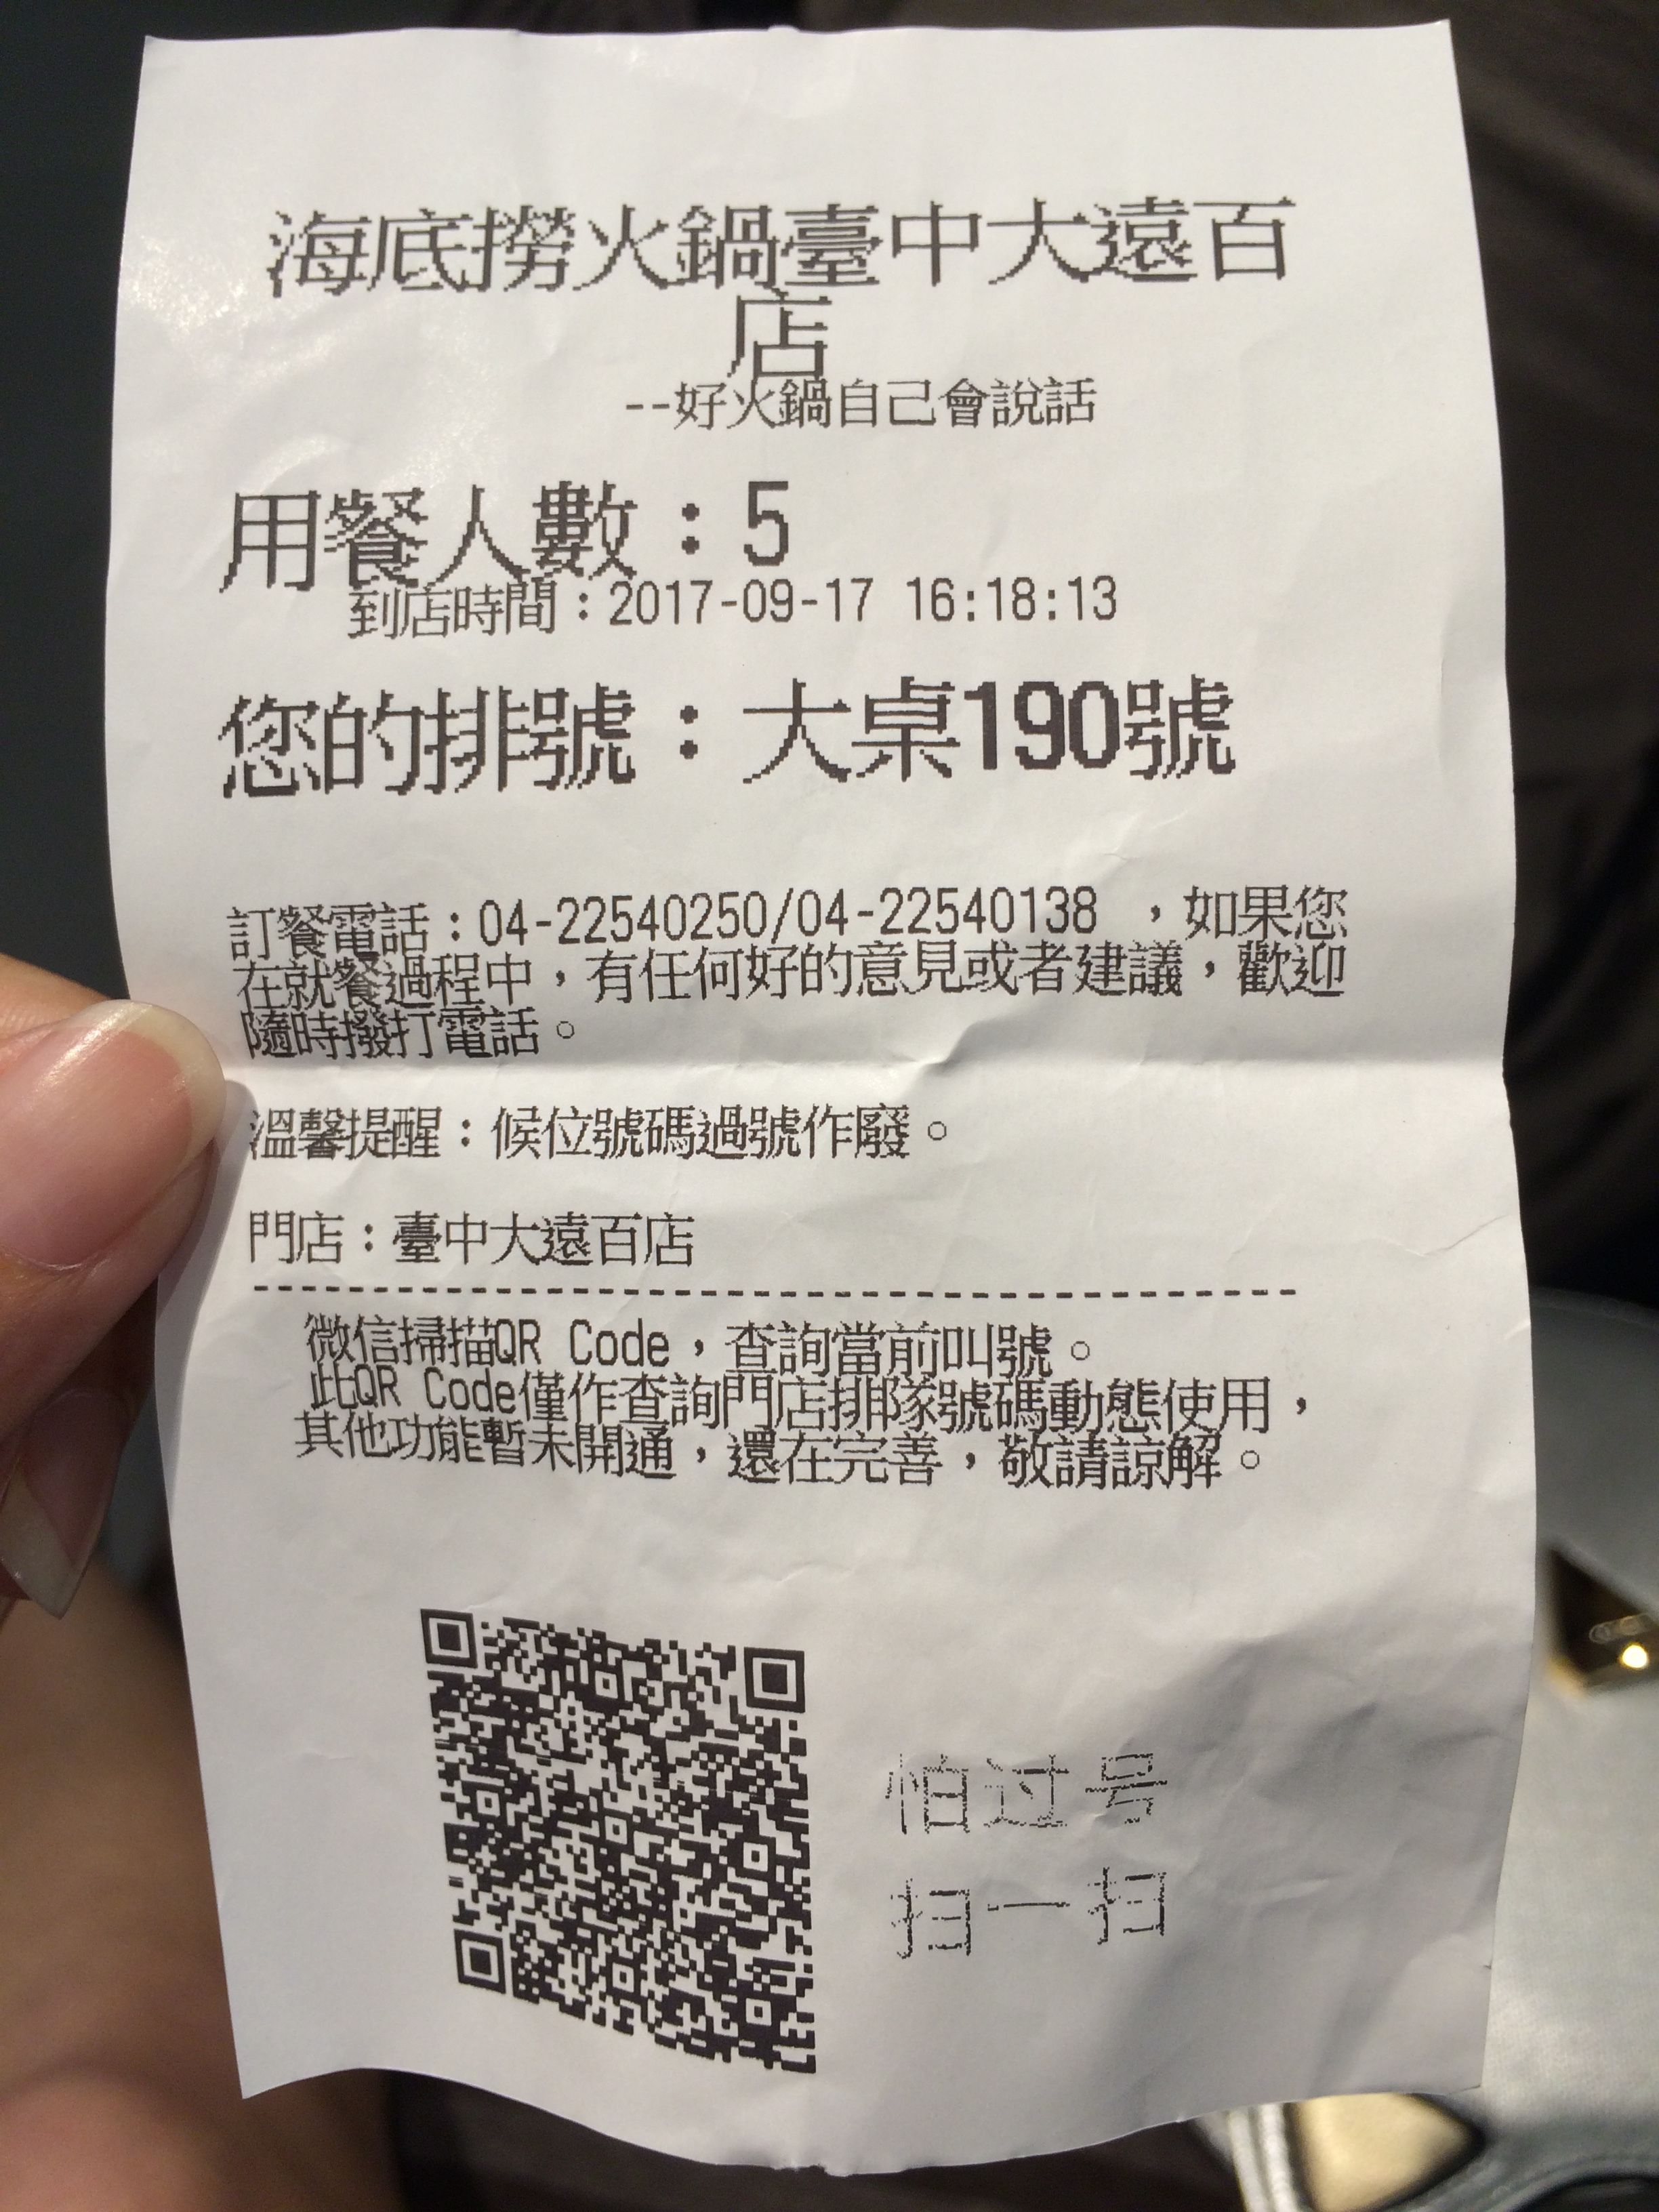 海底撈火鍋臺中大遠百
店
--好火鍋自己會說話
用餐人數：5
到店時間：2017-09-17 16:18:13
您的排號：大桌190號
訂餐電話：04-22540250/04-22540138 ，如果您
在就餐過程中，有任何好的意見或者建議，歡迎
隨時撥打電話。
溫馨提醒：候位號碼過號作廢。
門店：臺中大遠百店
----------------------------------------
微信掃描QR Code，查詢當前叫號。
此QR Code僅作查詢門店排隊號碼動態使用，
其他功能暫未開通，還在完善，敬請諒解。
怕过号
扫一扫